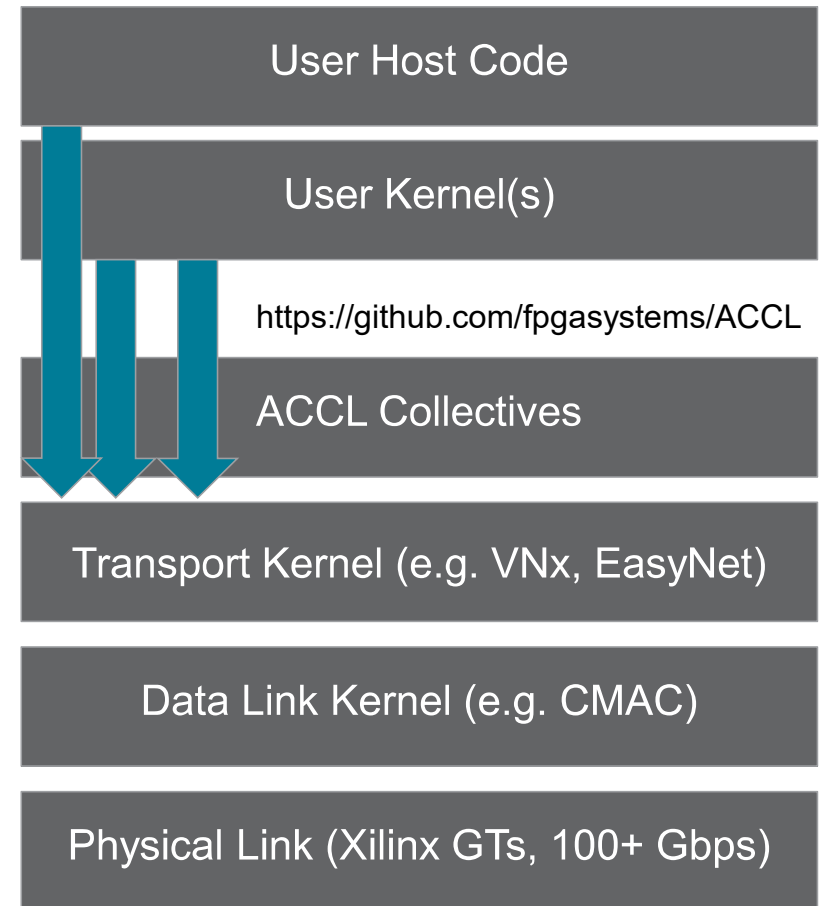 User Host Code
User Kernel(s)
https://github.com/fpgasystems/ACCL
ACCL Collectives
Transport Kernel (e.g. VNx, EasyNet)
Data Link Kernel (e.g. CMAC)
Physical Link (Xilinx GTs, 100+ Gbps)